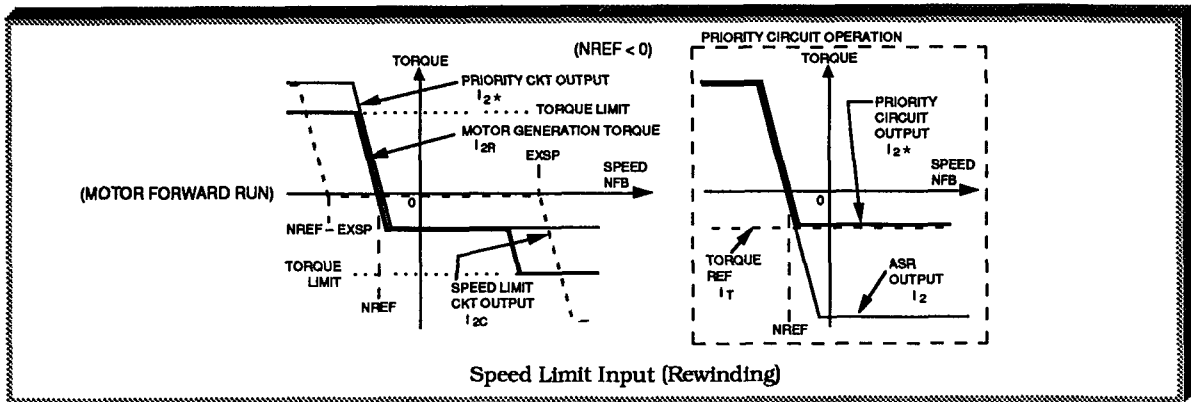 (NREF < 0)
TORQUE
PRIORITY CKT OUTPUT
I2*
TORQUE LIMIT
MOTOR GENERATION TORQUE
I2R
EXSP
SPEED
NFB
(MOTOR FORWARD RUN)
0
NREF - EXSP
TORQUE
LIMIT
SPEED LIMIT
CKT OUTPUT
I2C
NREF
PRIORITY CIRCUIT OPERATION
TORQUE
PRIORITY
CIRCUIT
OUTPUT
I2*
SPEED
NFB
0
TORQUE
REF
IT
ASR
OUTPUT
I2
NREF
Speed Limit Input (Rewinding)